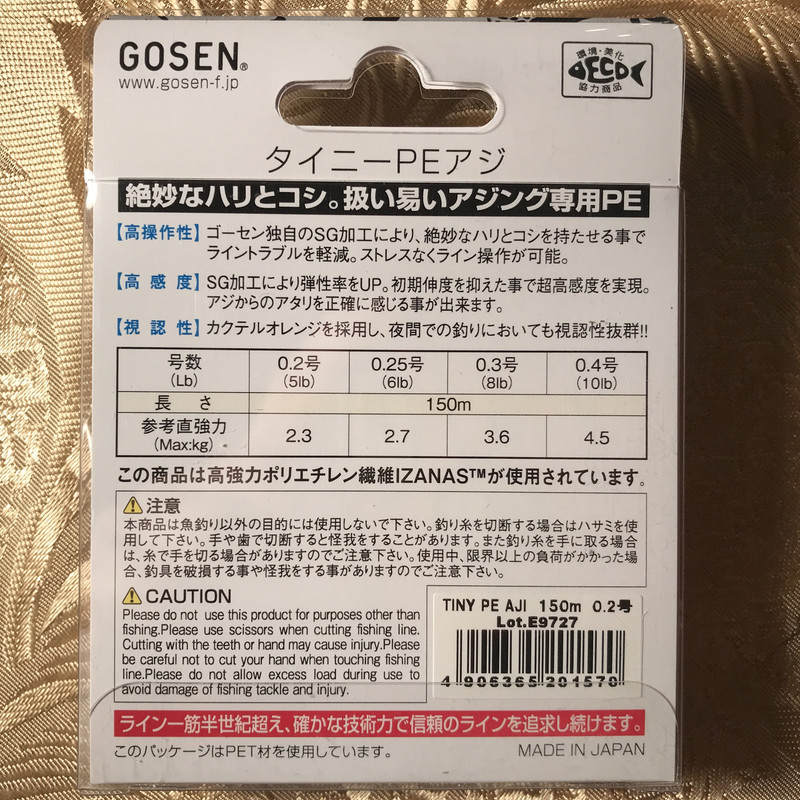 GOSEN®
www.gosen-f.jp
環境・美化
DECO
協力商品
タイニーPEアジ
絶妙なハリとコシ。扱い易いアジング専用PE
【高操作性】 ゴーセン独自のSG加工により、絶妙なハリとコシを持たせる事で
ライントラブルを軽減。ストレスなくライン操作が可能。
【高感度】 SG加工により弾性率をUP。初期伸度を抑えた事で超高感度を実現。
アジからのアタリを正確に感じる事が出来ます。
【視認性】 カクテルオレンジを採用し、夜間での釣りにおいても視認性抜群!!
号数 0.2号 0.25号 0.3号 0.4号
(Lb) (5lb) (6lb) (8lb) (10lb)
長さ 150m
参考直強力
(Max:kg) 2.3 2.7 3.6 4.5
この商品は高強力ポリエチレン繊維IZANAS™が使用されています。
注意
本商品は魚釣り以外の目的には使用しないで下さい。釣り糸を切断する場合はハサミを使
用して下さい。手や歯で切断すると怪我をすることがあります。また釣り糸を手に取る場合
は、糸で手を切る場合がありますのでご注意下さい。使用中、限界以上の負荷がかかった場
合、釣具を破損する事や怪我をする事がありますのでご注意下さい。
CAUTION
Please do not use this product for purposes other than
fishing.Please use scissors when cutting fishing line.
Cutting with the teeth or hand may cause injury.Please
be careful not to cut your hand when touching fishing
line.Please do not allow excess load during use to
avoid damage of fishing tackle and injury.
TINY PE AJI 150m 0.2号
Lot.E9727
4 906365 201570
ライン一筋半世紀超え、確かな技術力で信頼のラインを追求し続けます。
このパッケージはPET材を使用しています。
MADE IN JAPAN